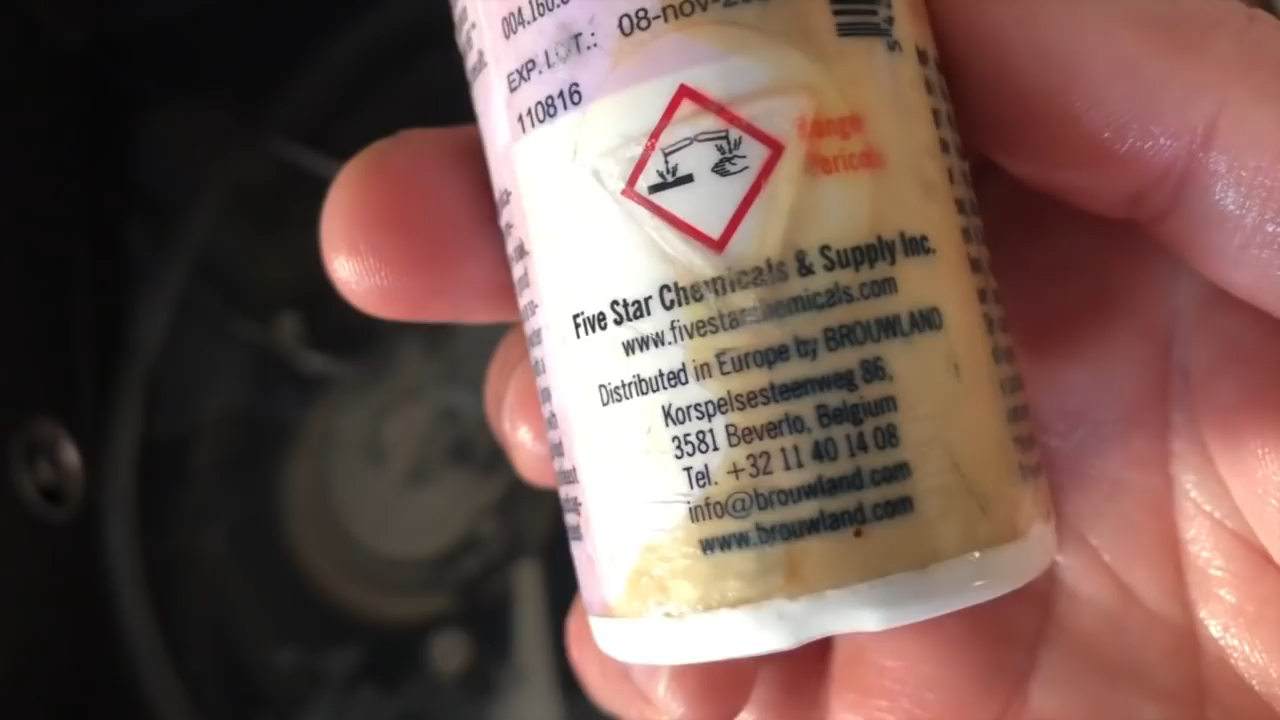 004.160.
EXP. LOT.: 08-nov-
110816
Five Star Chemicals & Supply Inc.
www.fivestarchemicals.com
Distributed in Europe by BROUWLAND
Korspelsesteenweg 86,
3581 Beverlo, Belgium
Tel. +32 11 40 14 08
info@brouwland.com
www.brouwland.com